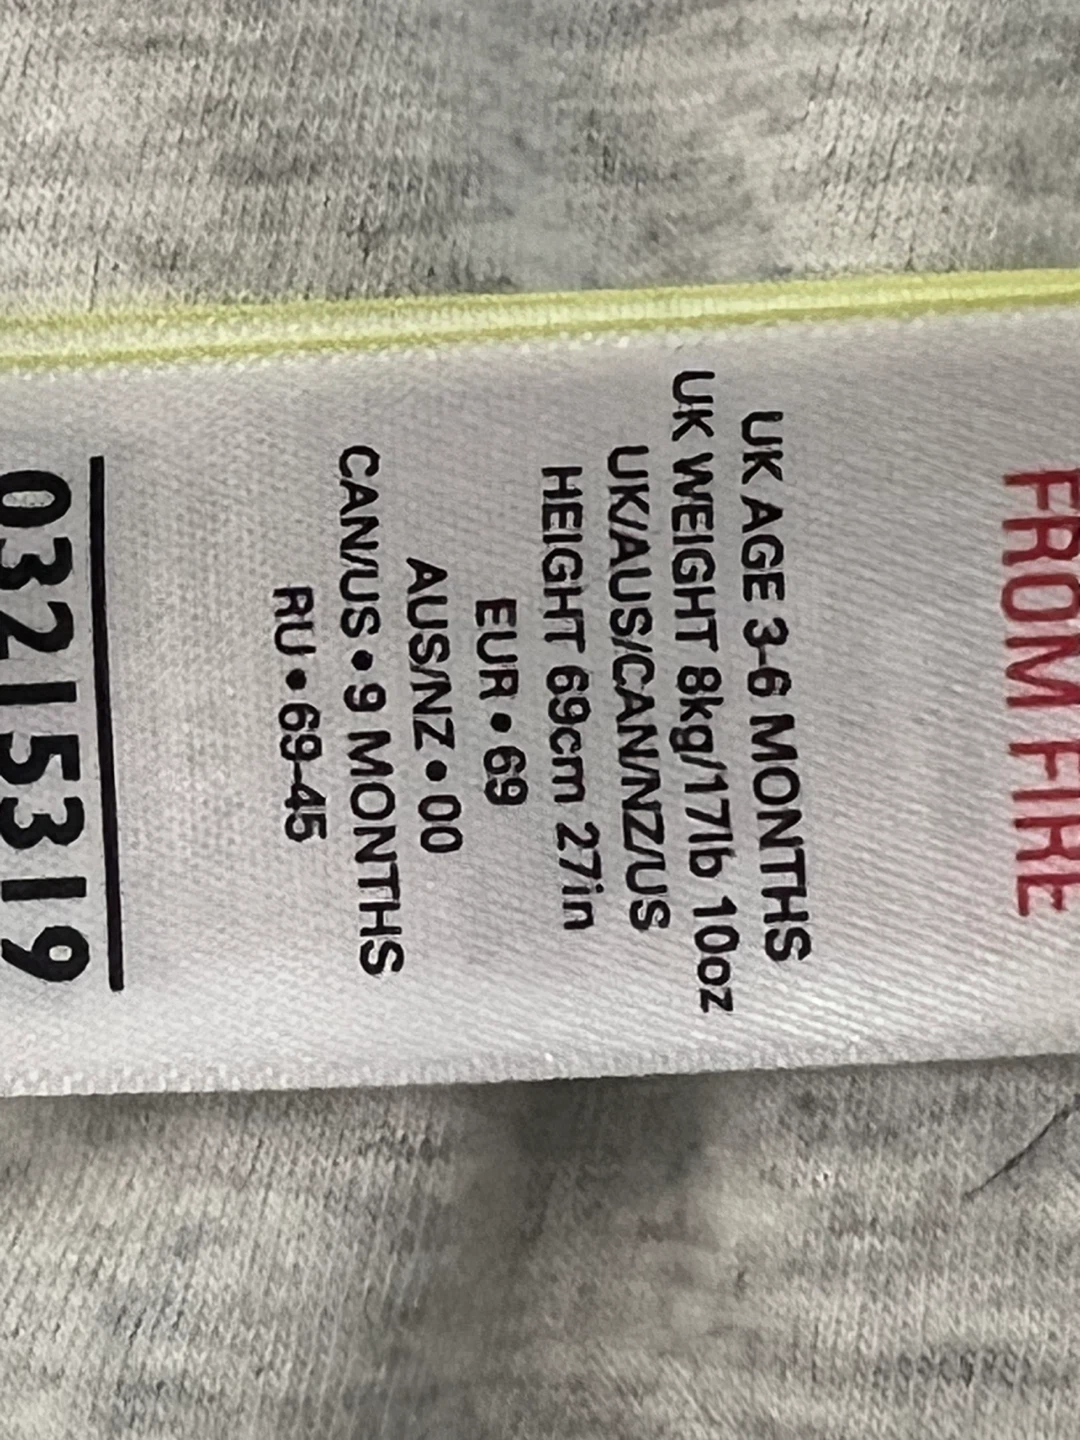 FROM FIRE
UK AGE 3-6 MONTHS
UK WEIGHT 8kg/17lb 10oz
UK/AUS/CAN/NZ/US
HEIGHT 69cm 27in
EUR • 69
AUS/NZ • 00
CAN/US • 9 MONTHS
RU • 69-45
03215319